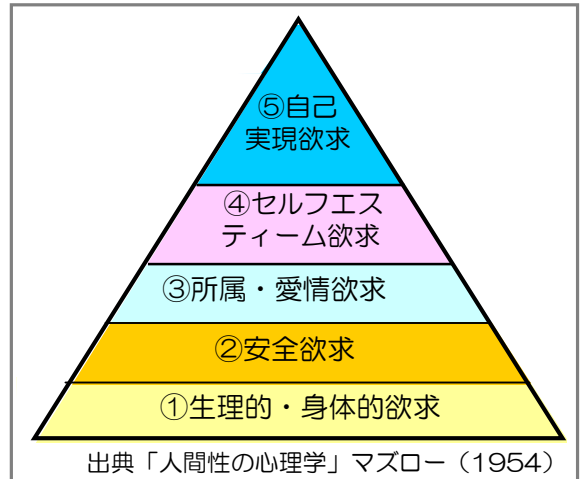 ⑤自己
実現欲求
④セルフエス
ティーム欲求
③所属・愛情欲求
②安全欲求
①生理的・身体的欲求
出典「人間性の心理学」マズロー（1954）